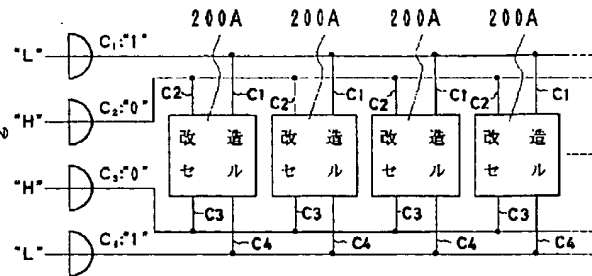 200A 200A 200A 200A
"L" C₁:"1"
C2 C1 C2 C1 C2 C1 C2 C1
"H" C₂:"0"
改造 改造 改造 改造
セル セル セル セル
"H" C₃:"0"
C3 C3 C3 C3
"L" C₄:"1"
C4 C4 C4 C4